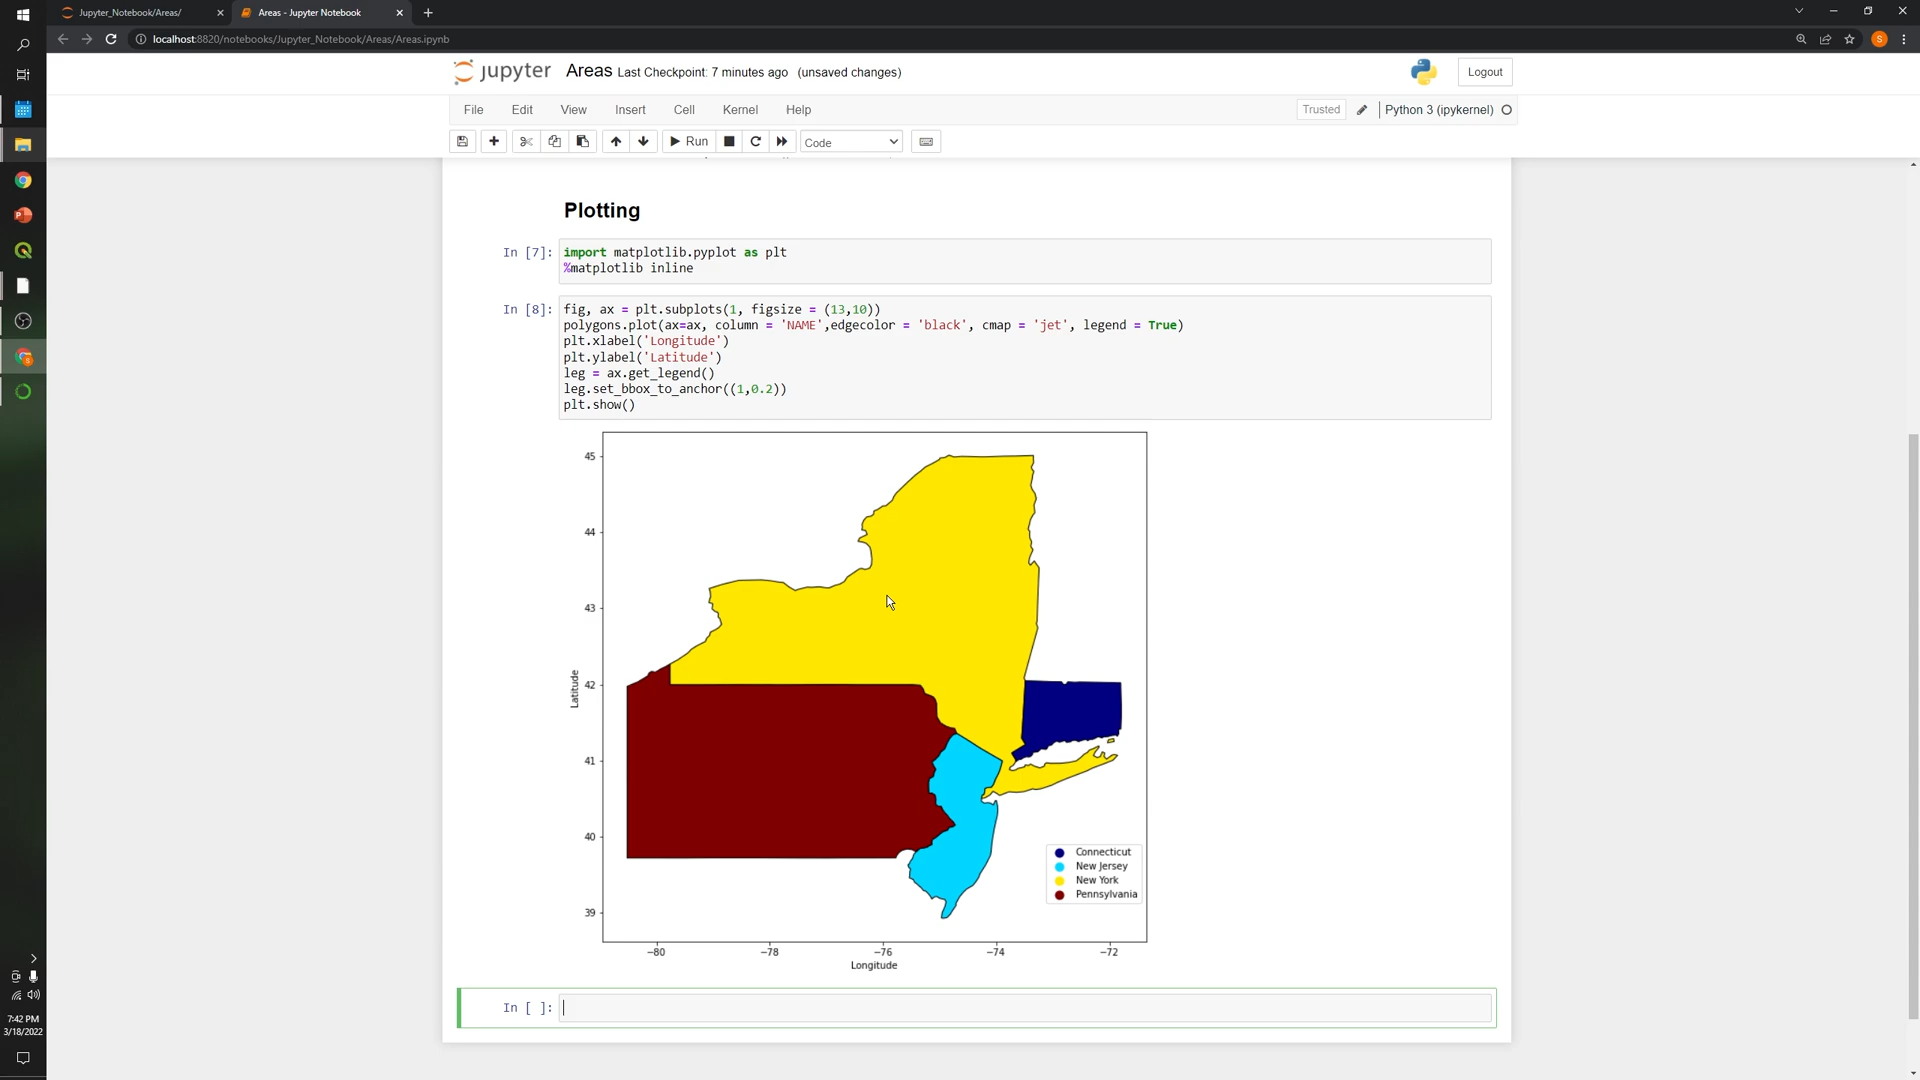 Jupyter_Notebook/Areas/
Areas - Jupyter Notebook
localhost:8820/notebooks/Jupyter_Notebook/Areas/Areas.ipynb
S
jupyter Areas Last Checkpoint: 7 minutes ago (unsaved changes)
Logout
File Edit View Insert Cell Kernel Help
Trusted Python 3 (ipykernel)
Run Code
Plotting
In [7]: import matplotlib.pyplot as plt
%matplotlib inline
In [8]: fig, ax = plt.subplots(1, figsize = (13,10))
polygons.plot(ax=ax, column = 'NAME',edgecolor = 'black', cmap = 'jet', legend = True)
plt.xlabel('Longitude')
plt.ylabel('Latitude')
leg = ax.get_legend()
leg.set_bbox_to_anchor((1,0.2))
plt.show()
45
44
43
42
41
40
39
Latitude
Connecticut
New Jersey
New York
Pennsylvania
−80 −78 −76 −74 −72
Longitude
In [ ]:
7:42 PM
3/18/2022